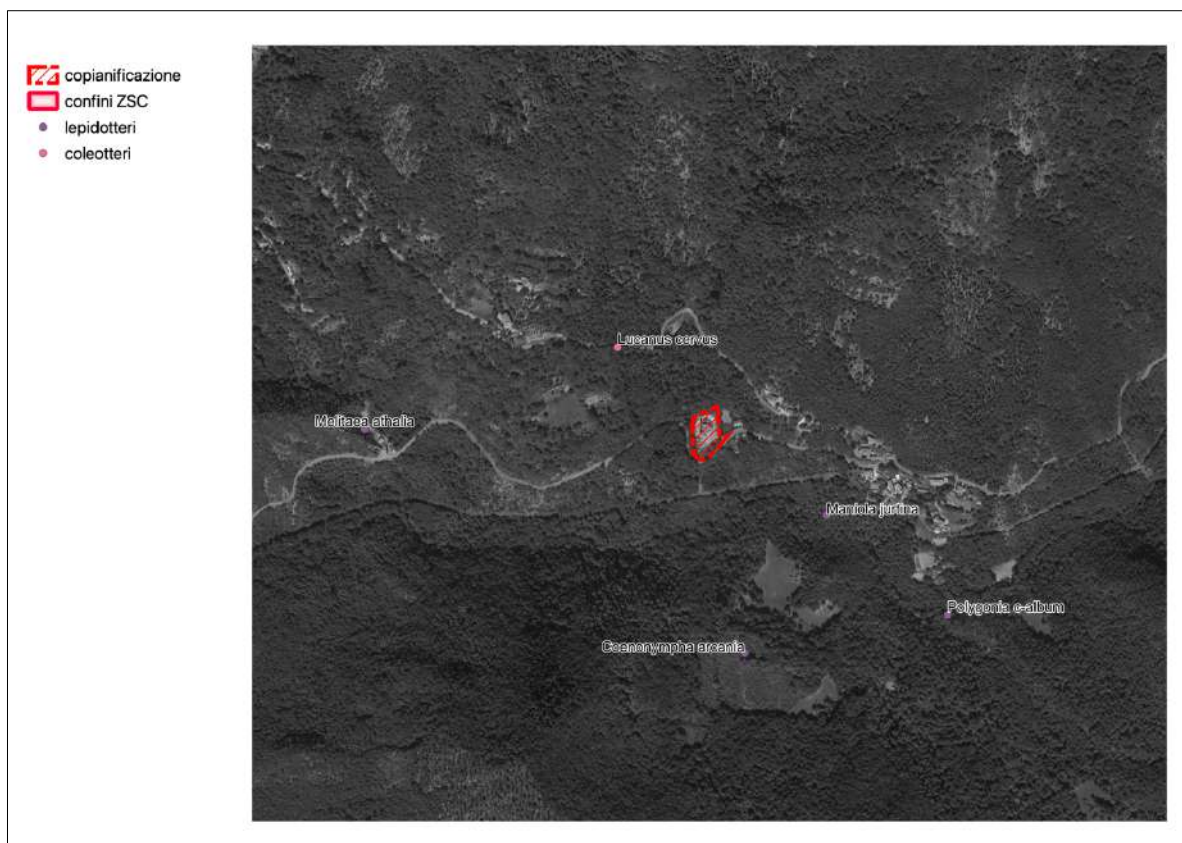 copianificazione
confini ZSC
lepidotteri
coleotteri
Lucanus cervus
Melitaea athalia
Maniola jurtina
Polygonia c-album
Coenonympha arcania